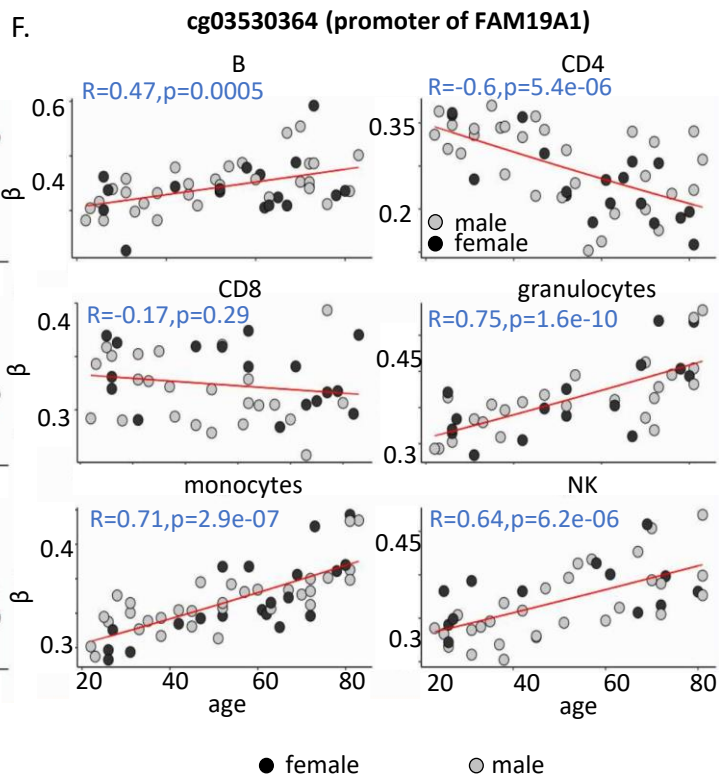 F.
cg03530364 (promoter of FAM19A1)
B
R=0.47,p=0.0005
0.6
0.4
β
CD4
R=-0.6,p=5.4e-06
0.35
0.2
male
female
CD8
R=-0.17,p=0.29
0.4
0.3
β
granulocytes
R=0.75,p=1.6e-10
0.45
0.3
monocytes
R=0.71,p=2.9e-07
0.4
0.3
β
20 40 60 80
age
NK
R=0.64,p=6.2e-06
0.45
0.3
20 40 60 80
age
female male